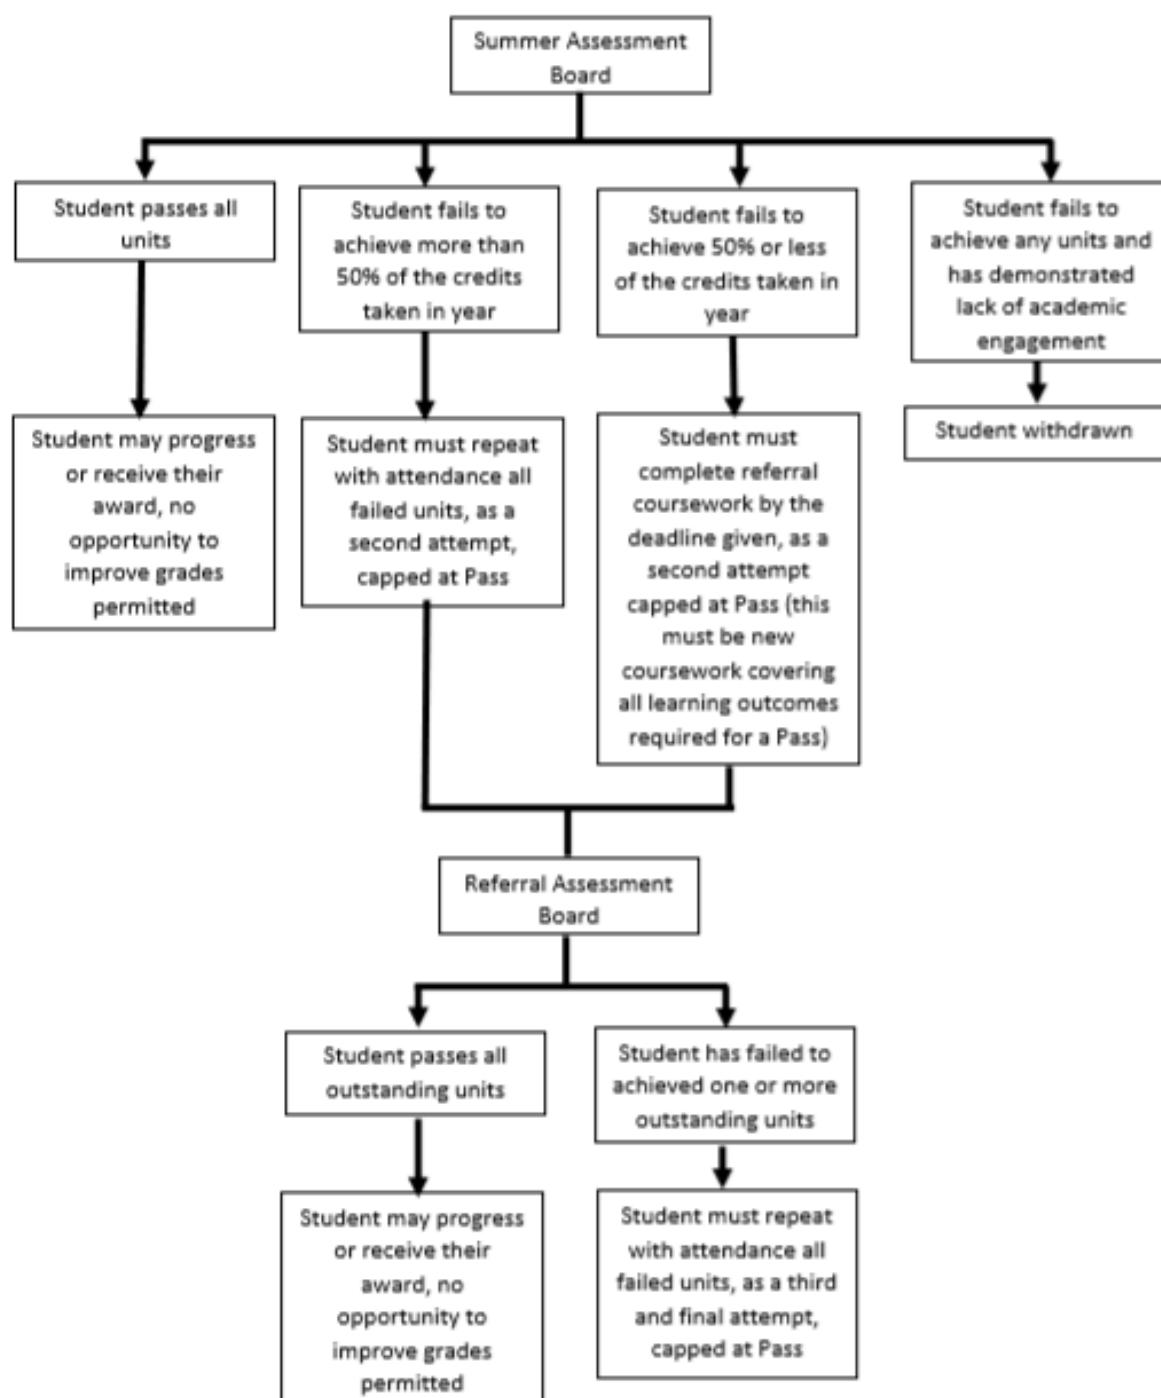 Summer Assessment
Board
Student passes all
units
Student fails to
achieve more than
50% of the credits
taken in year
Student fails to
achieve 50% or less
of the credits taken in
year
Student fails to
achieve any units and
has demonstrated
lack of academic
engagement
Student may progress
or receive their
award, no
opportunity to
improve grades
permitted
Student must repeat
with attendance all
failed units, as a
second attempt,
capped at Pass
Student must
complete referral
coursework by the
deadline given, as a
second attempt
capped at Pass (this
must be new
coursework covering
all learning outcomes
required for a Pass)
Student withdrawn
Referral Assessment
Board
Student passes all
outstanding units
Student has failed to
achieved one or more
outstanding units
Student may progress
or receive their
award, no
opportunity to
improve grades
permitted
Student must repeat
with attendance all
failed units, as a third
and final attempt,
capped at Pass